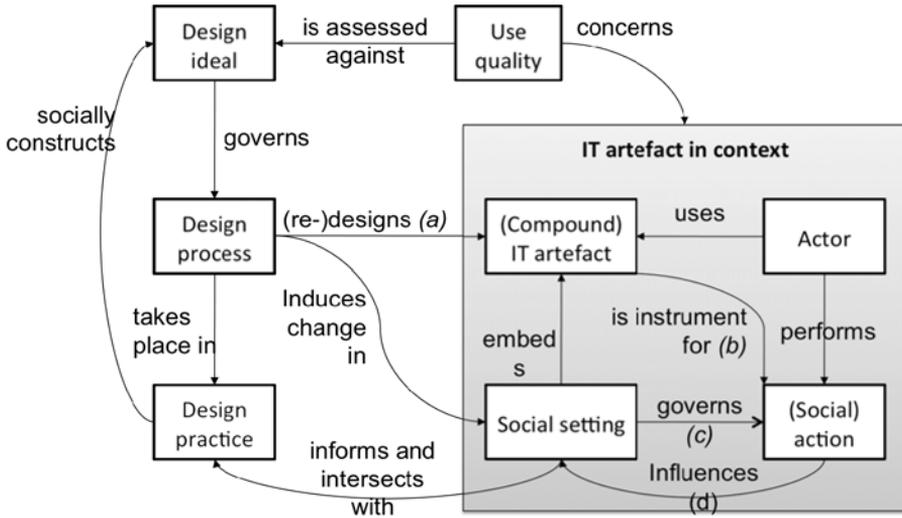 Design
ideal
is assessed
against
Use
quality
concerns
socially
constructs
governs
IT artefact in context
Design
process
(re-)designs (a)
(Compound)
IT artefact
uses
Actor
takes
place in
Induces
change
in
embed
s
is instrument
for (b)
performs
Design
practice
Social setting
governs
(c)
(Social)
action
informs and
intersects
with
Influences
(d)